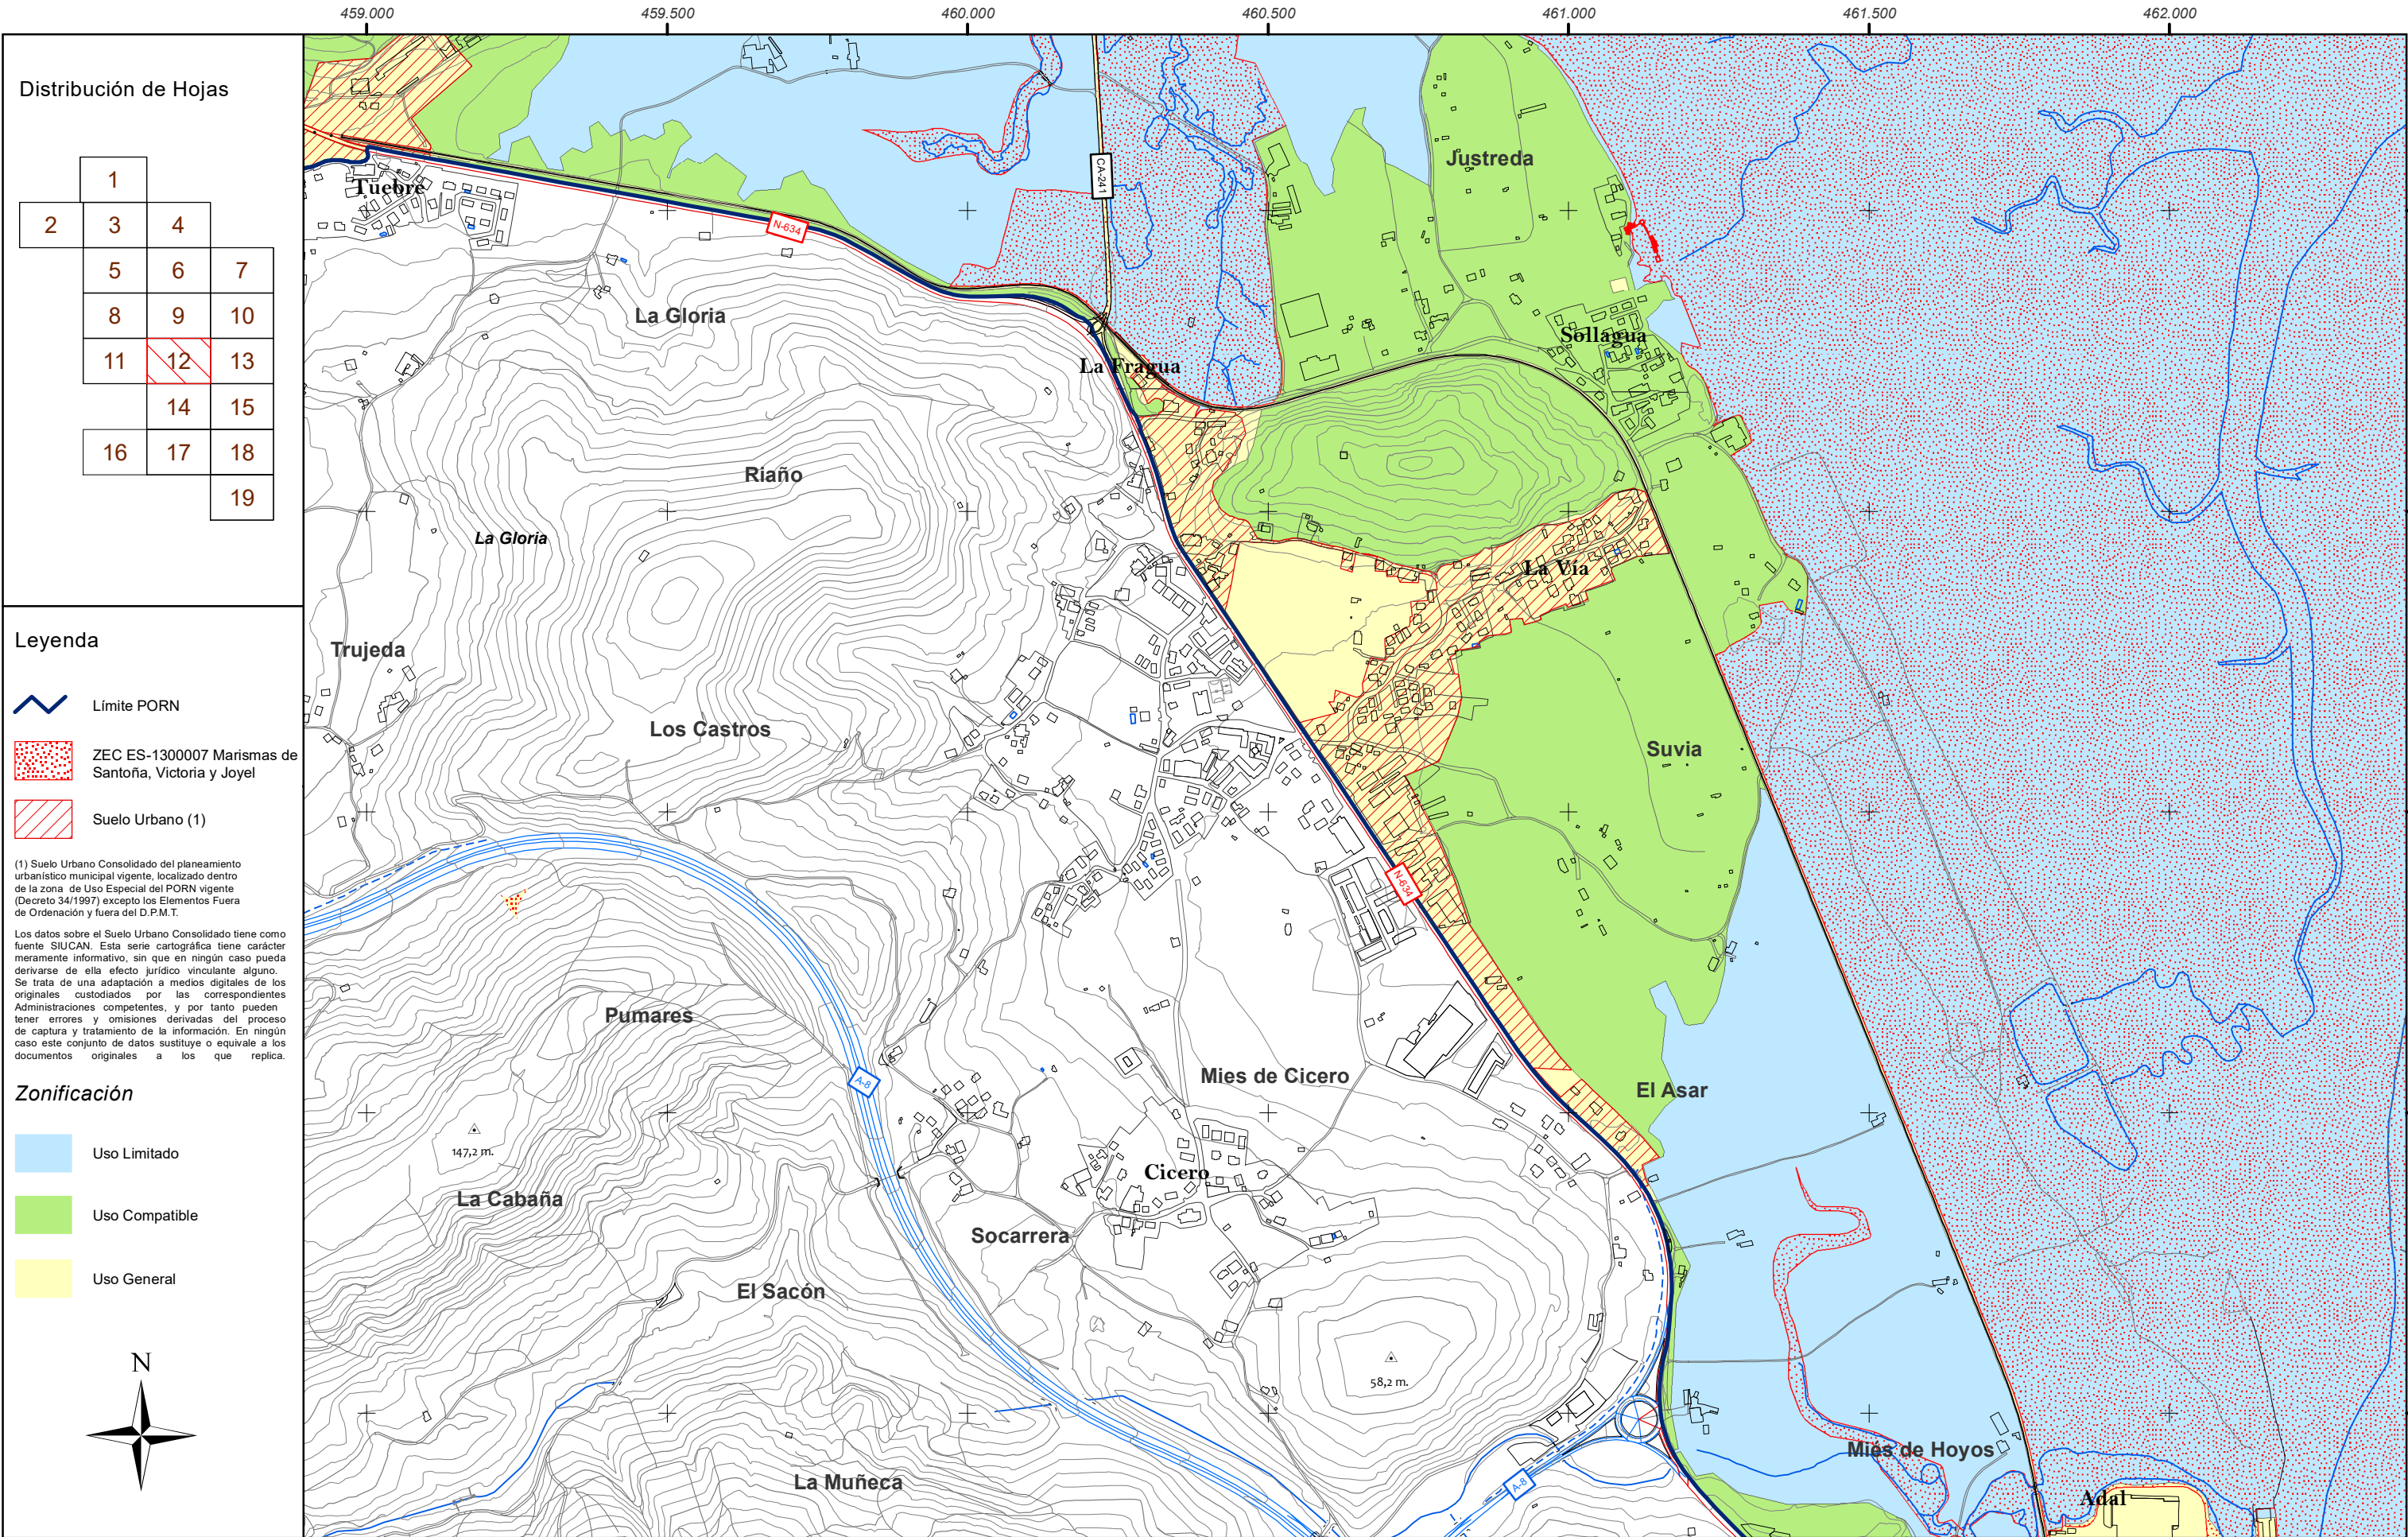 459.000 459.500 460.000 460.500 461.000 461.500 462.000
Distribución de Hojas
1
2 3 4
5 6 7
8 9 10
11 12 13
14 15
16 17 18
19
Leyenda
Límite PORN
ZEC ES-1300007 Marismas de
Santoña, Victoria y Joyel
Suelo Urbano (1)
(1) Suelo Urbano Consolidado del planeamiento
urbanístico municipal vigente, localizado dentro
de la zona de Uso Especial del PORN vigente
(Decreto 34/1997) excepto los Elementos Fuera
de Ordenación y fuera del D.P.M.T.
Los datos sobre el Suelo Urbano Consolidado tiene como
fuente SIUCAN. Esta serie cartográfica tiene carácter
meramente informativo, sin que en ningún caso pueda
derivarse de ella efecto jurídico vinculante alguno.
Se trata de una adaptación a medios digitales de los
originales custodiados por las correspondientes
Administraciones competentes, y por tanto pueden
tener errores y omisiones derivadas del proceso
de captura y tratamiento de la información. En ningún
caso este conjunto de datos sustituye o equivale a los
documentos originales a los que replica.
Zonificación
Uso Limitado
Uso Compatible
Uso General
N
Justreda
CA-241
Tuebre
N-634
La Gloria
Sollagua
La Fragua
Riaño
La Gloria
La Vía
Trujeda
Los Castros
Suvia
N-634
Pumares
A-8
Mies de Cicero
El Asar
147,2 m.
Cicero
La Cabaña
Socarrera
El Sacón
58,2 m.
Mies de Hoyos
La Muñeca
A-8
Adal